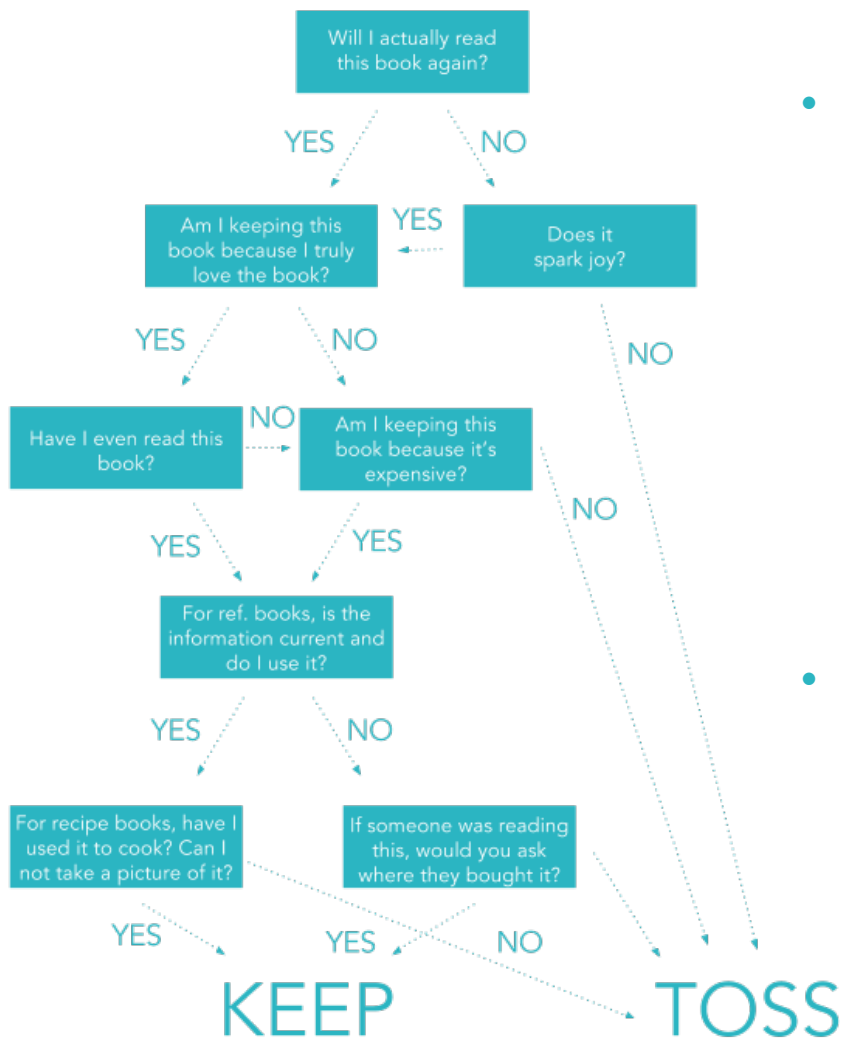 Will I actually read
this book again?
YES
NO
Am I keeping this
book because I truly
love the book?
YES
Does it
spark joy?
YES
NO
NO
Have I even read this
book?
NO
Am I keeping this
book because it's
expensive?
NO
YES
YES
For ref. books, is the
information current and
do I use it?
YES
NO
For recipe books, have I
used it to cook? Can I
not take a picture of it?
If someone was reading
this, would you ask
where they bought it?
YES
YES
NO
KEEP
TOSS